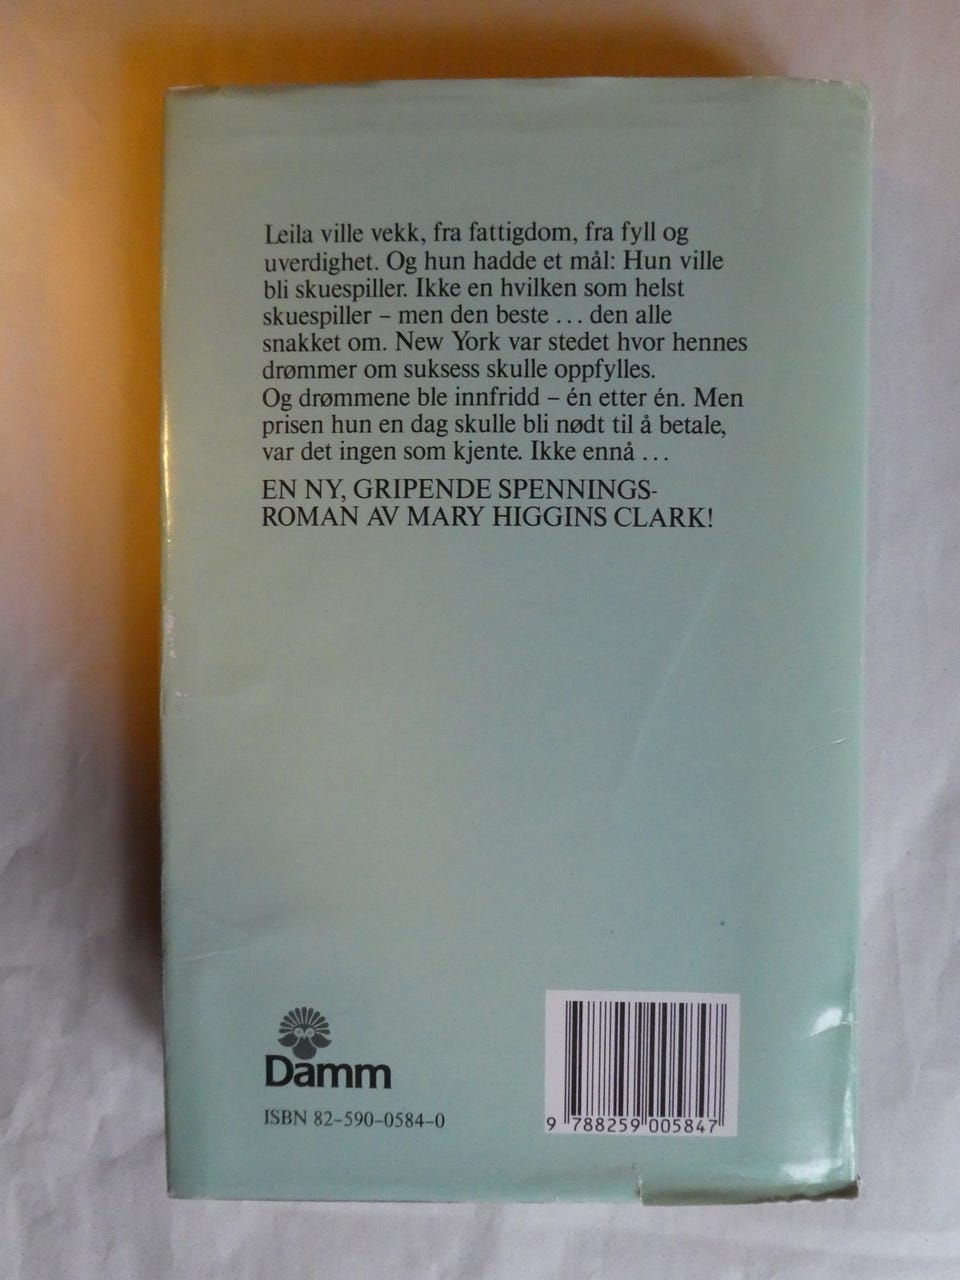 Leila ville vekk, fra fattigdom, fra fyll og
uverdighet. Og hun hadde et mål: Hun ville
bli skuespiller. Ikke en hvilken som helst
skuespiller – men den beste ... den alle
snakket om. New York var stedet hvor hennes
drømmer om suksess skulle oppfylles.
Og drømmene ble innfridd – én etter én. Men
prisen hun en dag skulle bli nødt til å betale,
var det ingen som kjente. Ikke ennå ...
EN NY, GRIPENDE SPENNINGS-
ROMAN AV MARY HIGGINS CLARK!
Damm
ISBN 82-590-0584-0
9 788259 005847